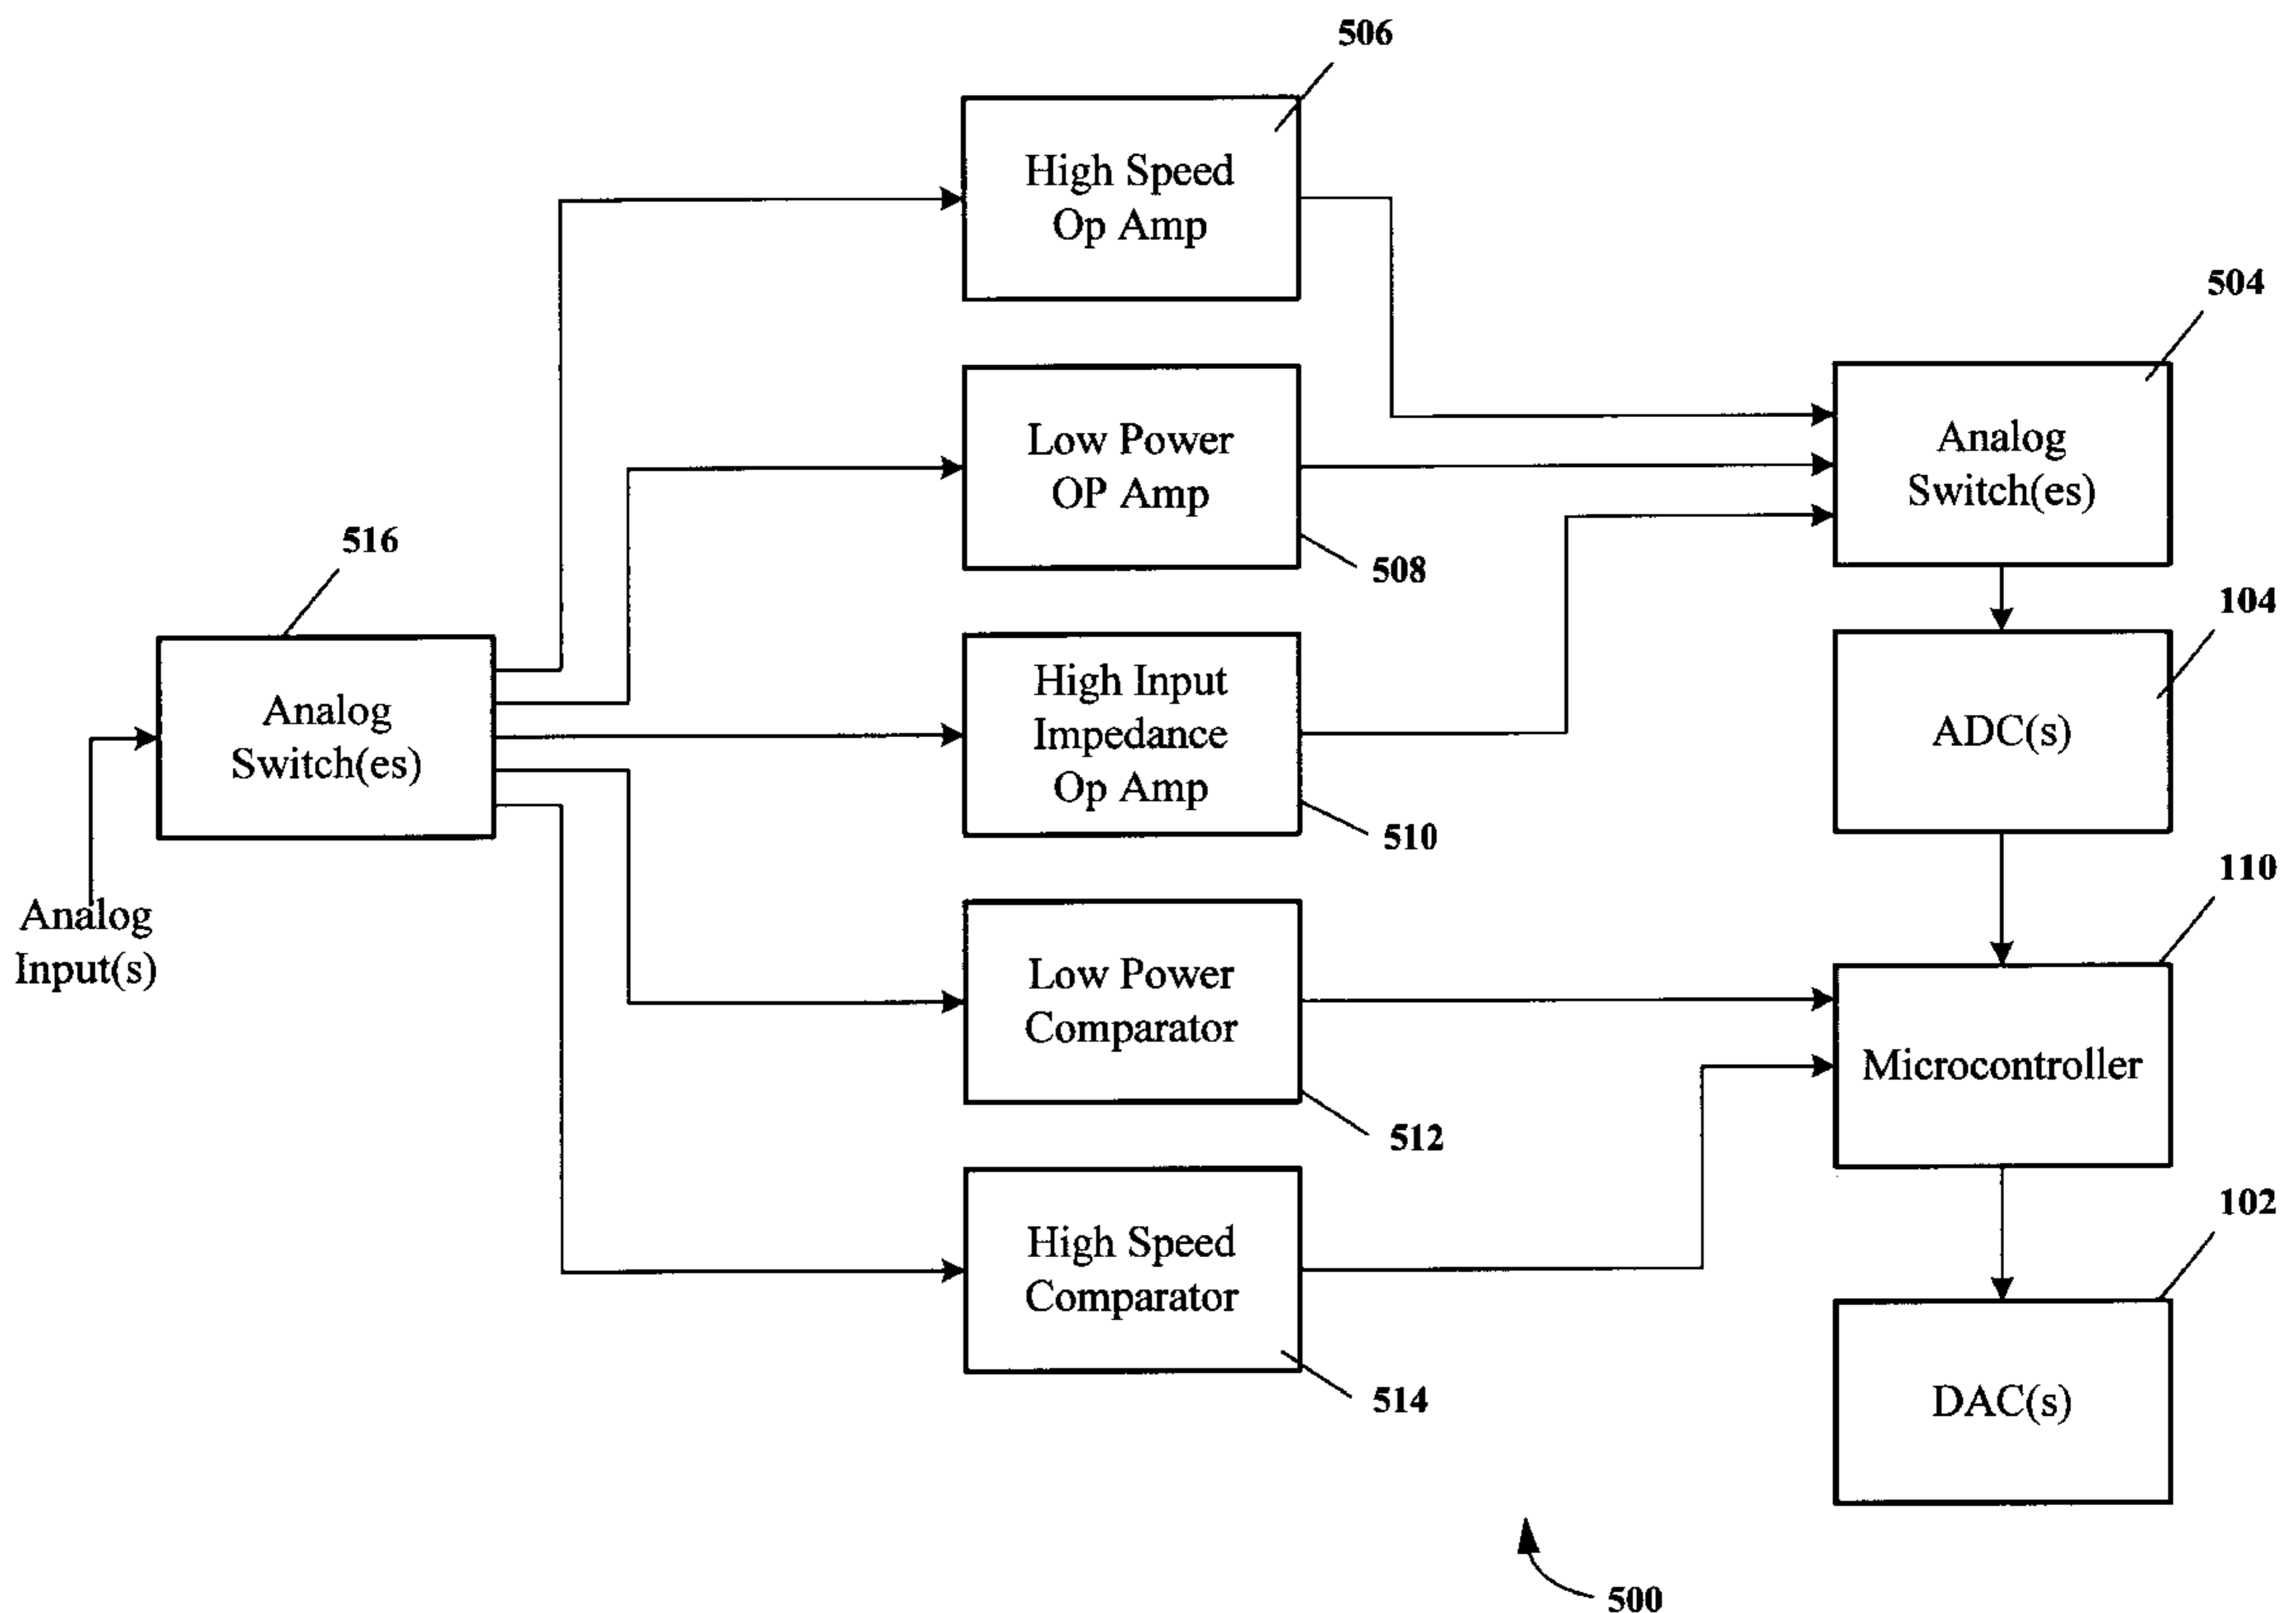 506
High Speed
Op Amp
504
Low Power
OP Amp
Analog
Switch(es)
516
508
104
High Input
Impedance
Op Amp
Analog
Switch(es)
ADC(s)
510
110
Analog
Input(s)
Low Power
Comparator
Microcontroller
512
102
High Speed
Comparator
514
DAC(s)
500